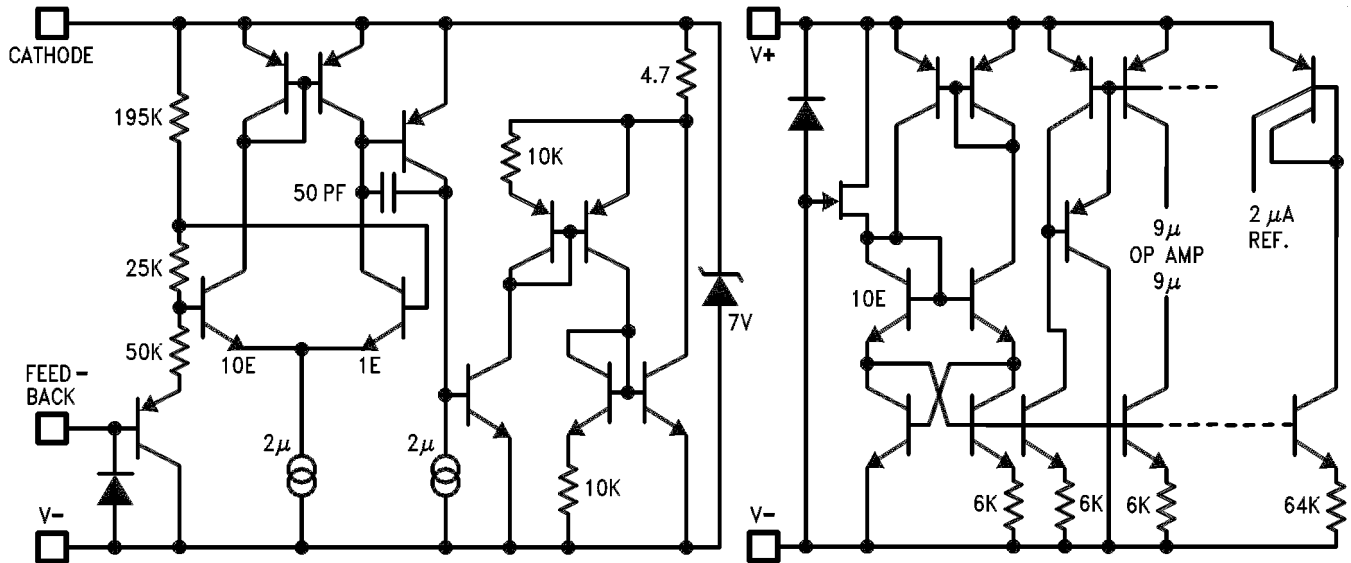 CATHODE
195K
50 PF
10K
4.7
25K
50K
10E
1E
FEED-
BACK
2μ
2μ
10K
7V
V-
V+
2 μA
REF.
9μ
OP AMP
9μ
10E
6K
6K
6K
64K
V-